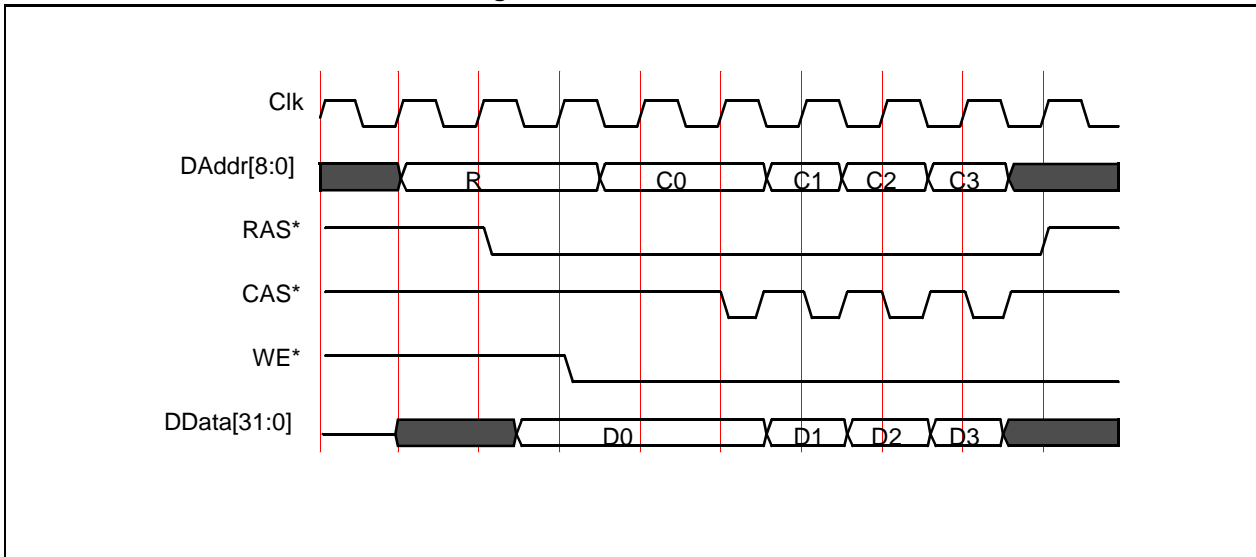 Clk
DAddr[8:0]
R C0 C1 C2 C3
RAS*
CAS*
WE*
DData[31:0]
D0 D1 D2 D3